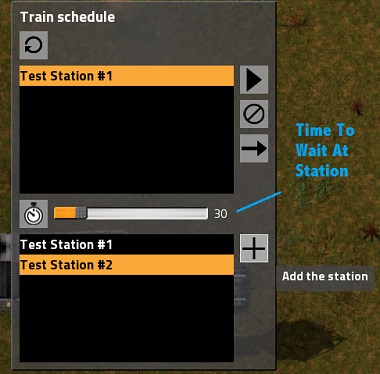 Train schedule
Test Station #1
Time To
Wait At
Station
30
Test Station #1
Test Station #2
Add the station